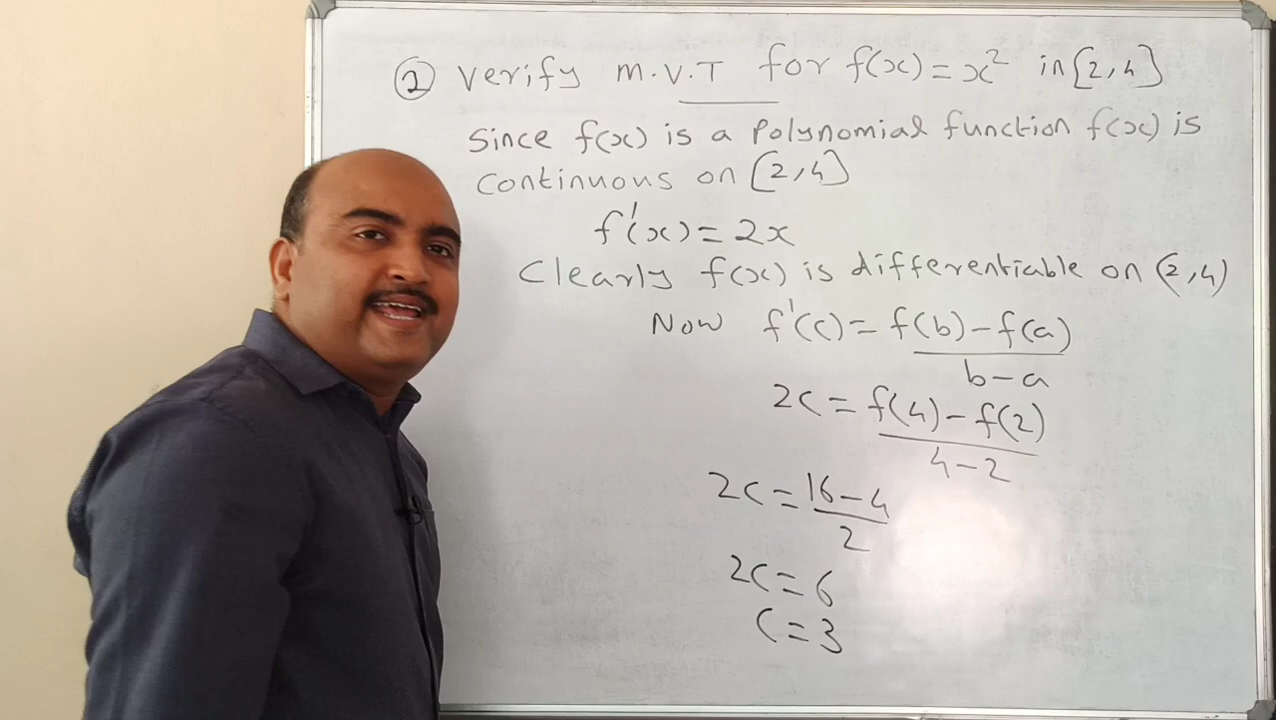 ② Verify M.V.T for f(x) = x² in [2,4]
Since f(x) is a Polynomial function f(x) is
Continuous on [2,4]
f'(x) = 2x
Clearly f(x) is differentiable on (2,4)
Now f'(c) = f(b)-f(a)
b-a
2c = f(4)-f(2)
4-2
2c = 16-4
2
2c = 6
c = 3